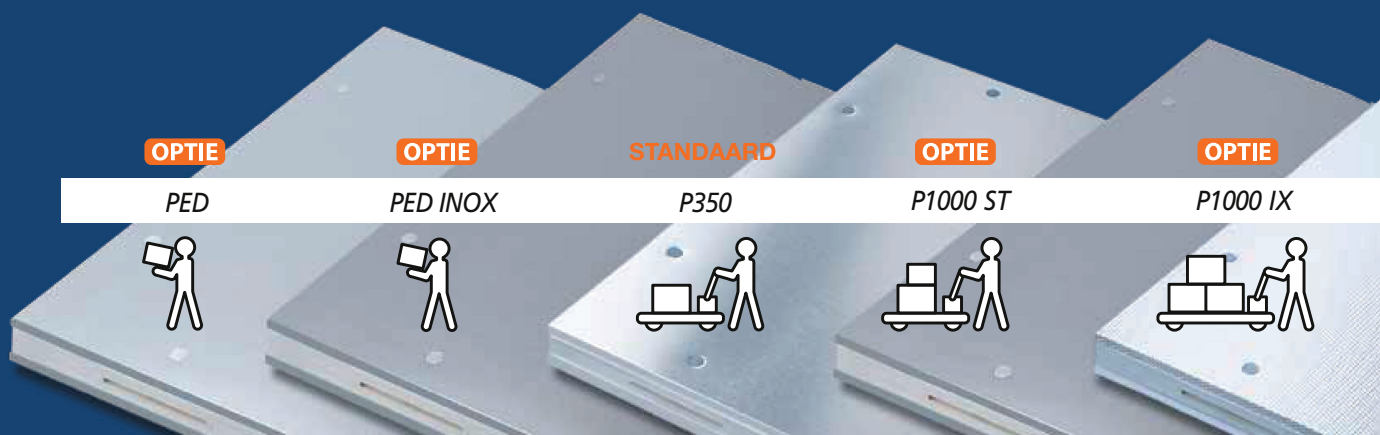 OPTIE OPTIE STANDAARD OPTIE OPTIE
PED PED INOX P350 P1000 ST P1000 IX